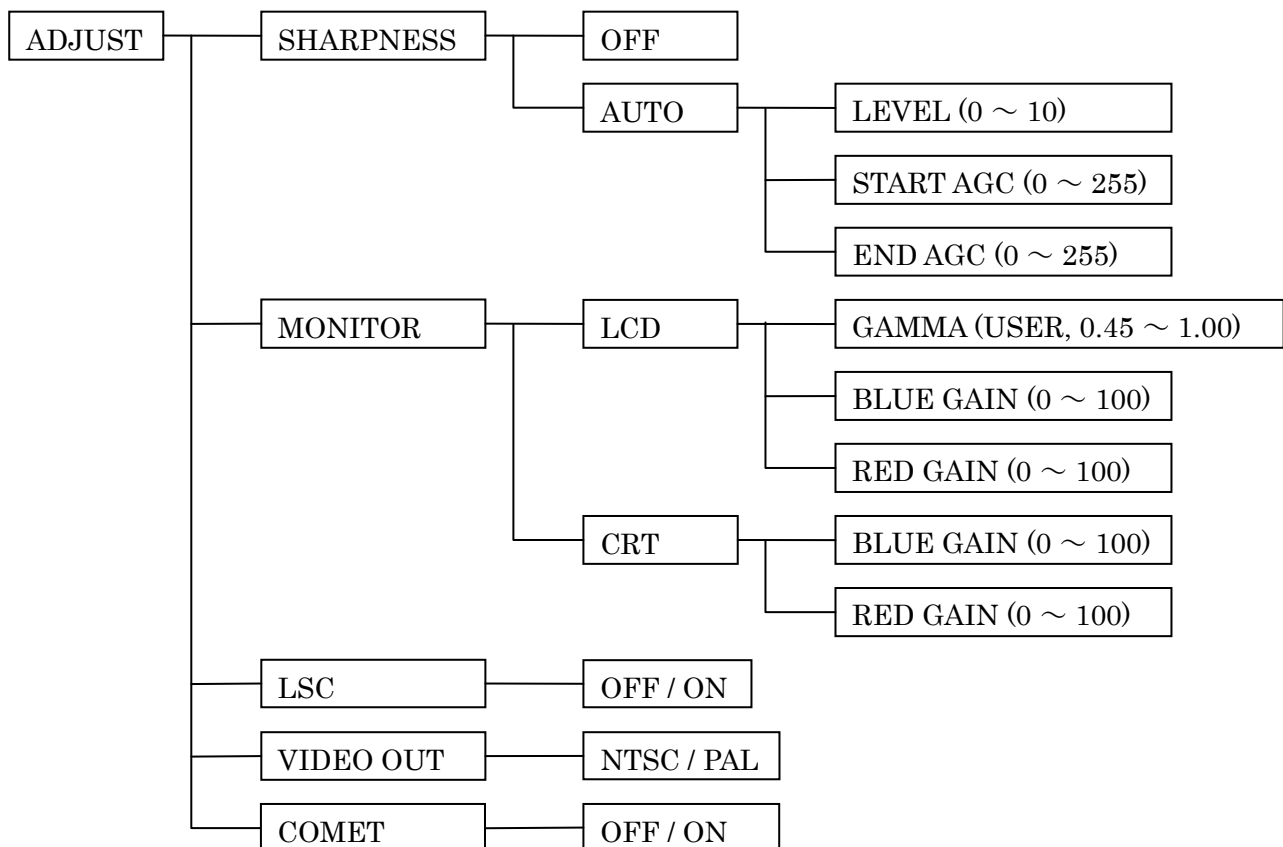 ADJUST
SHARPNESS
OFF
AUTO
LEVEL (0 ～ 10)
START AGC (0 ～ 255)
END AGC (0 ～ 255)
MONITOR
LCD
GAMMA (USER, 0.45 ～ 1.00)
BLUE GAIN (0 ～ 100)
RED GAIN (0 ～ 100)
CRT
BLUE GAIN (0 ～ 100)
RED GAIN (0 ～ 100)
LSC
OFF / ON
VIDEO OUT
NTSC / PAL
COMET
OFF / ON